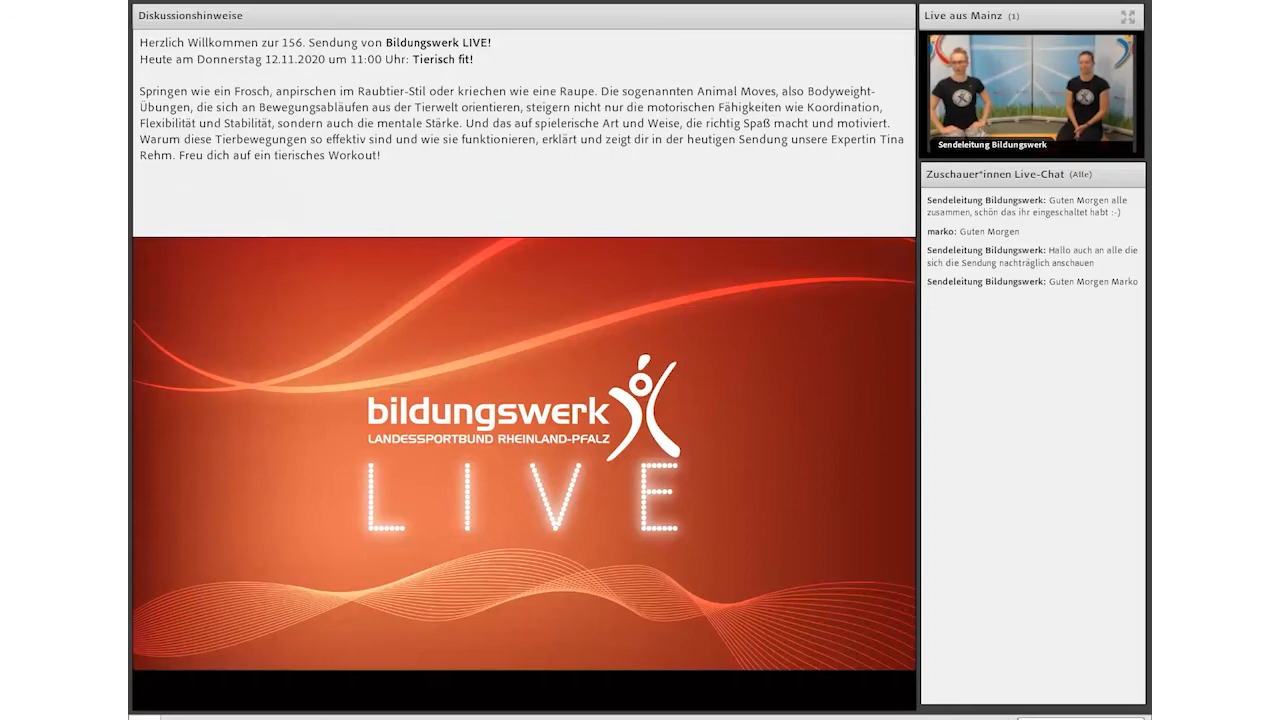 Diskussionshinweise
Herzlich Willkommen zur 156. Sendung von Bildungswerk LIVE!
Heute am Donnerstag 12.11.2020 um 11:00 Uhr: Tierisch fit!
Springen wie ein Frosch, anpirschen im Raubtier-Stil oder kriechen wie eine Raupe. Die sogenannten Animal Moves, also Bodyweight-
Übungen, die sich an Bewegungsabläufen aus der Tierwelt orientieren, steigern nicht nur die motorischen Fähigkeiten wie Koordination,
Flexibilität und Stabilität, sondern auch die mentale Stärke. Und das auf spielerische Art und Weise, die richtig Spaß macht und motiviert.
Warum diese Tierbewegungen so effektiv sind und wie sie funktionieren, erklärt und zeigt dir in der heutigen Sendung unsere Expertin Tina
Rehm. Freu dich auf ein tierisches Workout!
bildungswerk
LANDESSPORTBUND RHEINLAND-PFALZ
LIVE
Live aus Mainz (1)
Sendeleitung Bildungswerk
Zuschauer*innen Live-Chat (Alle)
Sendeleitung Bildungswerk: Guten Morgen alle
zusammen, schön das ihr eingeschaltet habt :-)
marko: Guten Morgen
Sendeleitung Bildungswerk: Hallo auch an alle die
sich die Sendung nachträglich anschauen
Sendeleitung Bildungswerk: Guten Morgen Marko